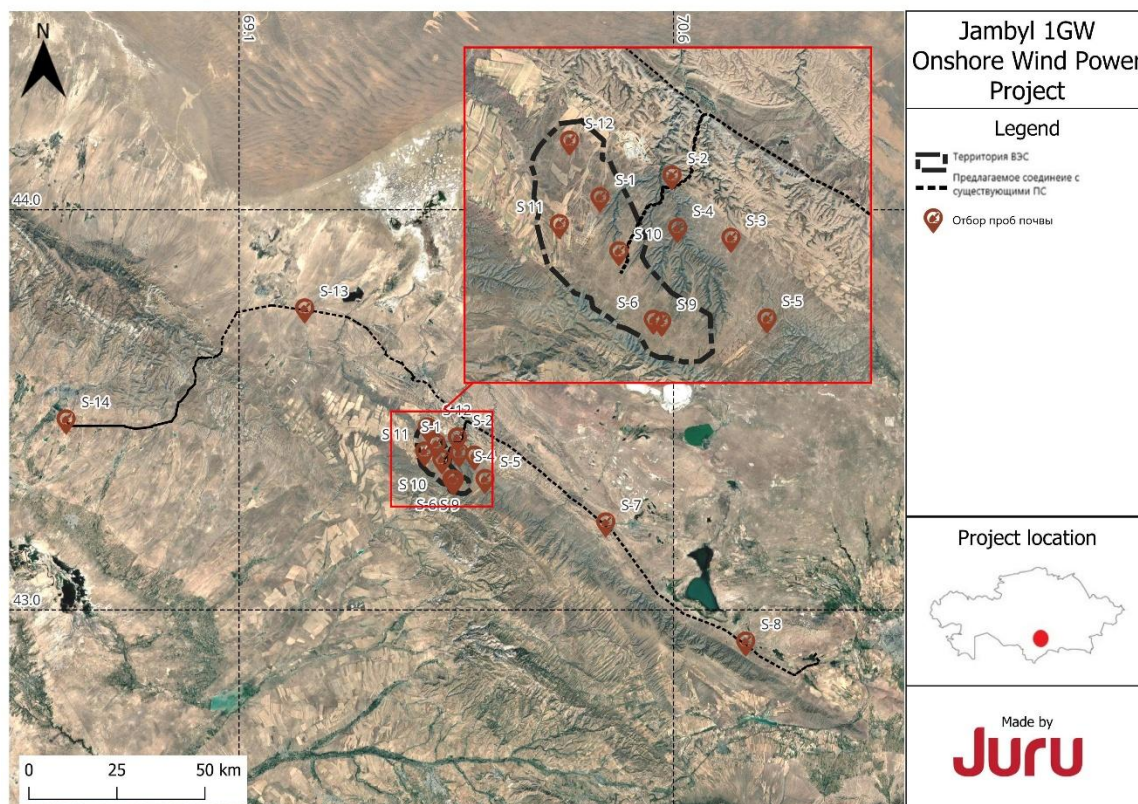 Jambyl 1GW
Onshore Wind Power
Project
Legend
Территория ВЭС
Предлагаемое соединеие с
существующими ПС
Отбор проб почвы
Project location
Made by
Juru
N
69.1
70.6
44.0
43.0
S-12
S-2
S-1
S 11
S-4
S-3
S 10
S-6
S 9
S-5
S-13
S-14
S-12
S-1
S-2
S 11
S-4
S-5
S 10
S-6
S 9
S-7
S-8
0 25 50 km